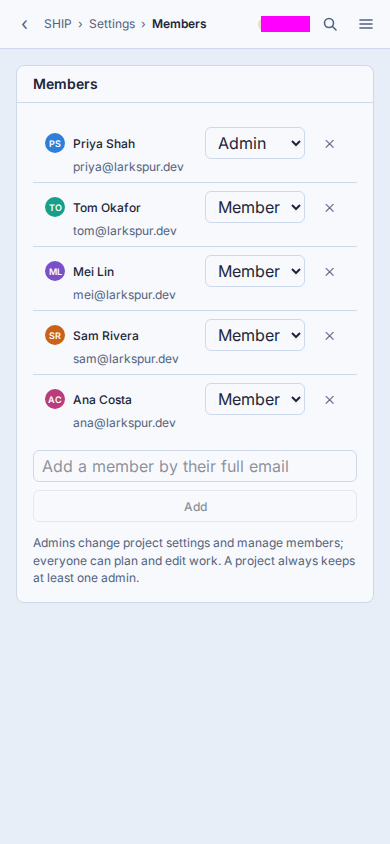 SHIP › Settings › Members
Members
PS Priya Shah Admin
priya@larkspur.dev
TO Tom Okafor Member
tom@larkspur.dev
ML Mei Lin Member
mei@larkspur.dev
SR Sam Rivera Member
sam@larkspur.dev
AC Ana Costa Member
ana@larkspur.dev
Add a member by their full email
Add
Admins change project settings and manage members;
everyone can plan and edit work. A project always keeps
at least one admin.